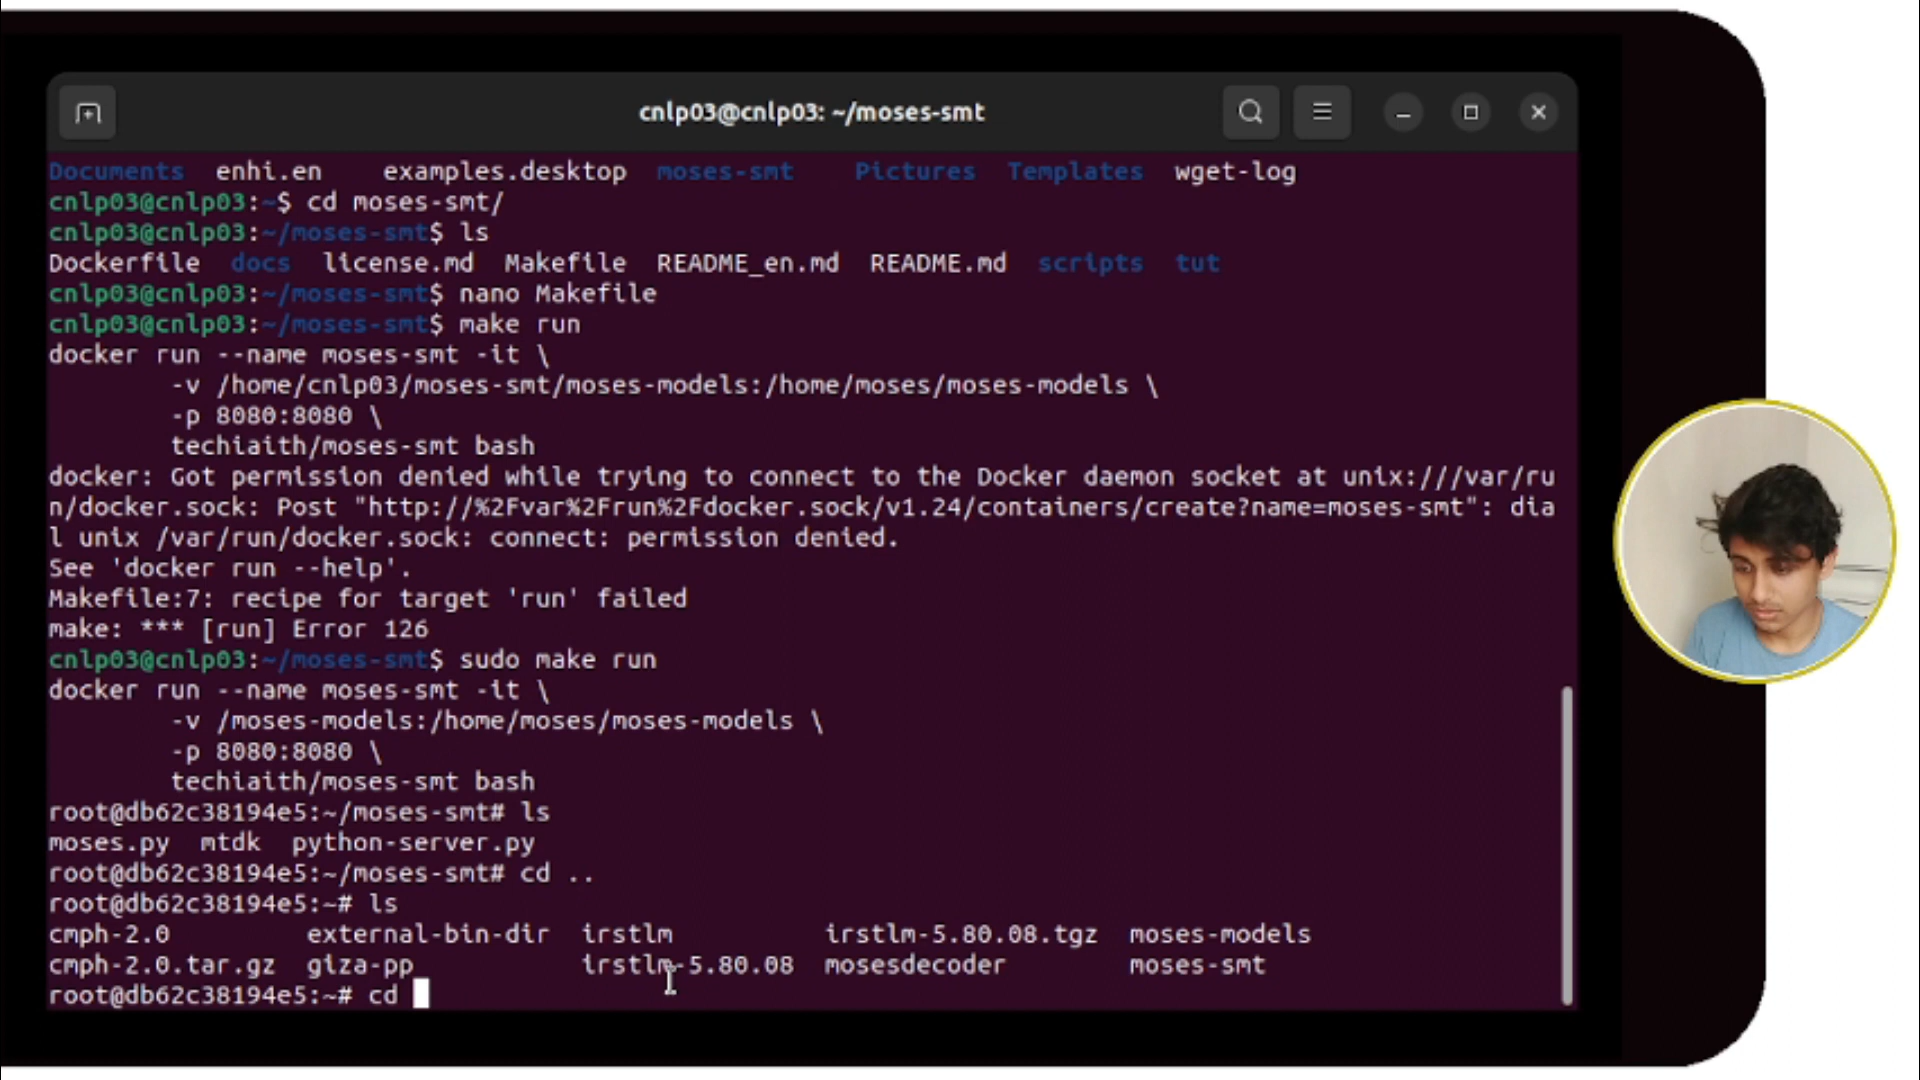 cnlp03@cnlp03: ~/moses-smt
Documents enhi.en examples.desktop moses-smt Pictures Templates wget-log
cnlp03@cnlp03:~$ cd moses-smt/
cnlp03@cnlp03:~/moses-smt$ ls
Dockerfile docs license.md Makefile README_en.md README.md scripts tut
cnlp03@cnlp03:~/moses-smt$ nano Makefile
cnlp03@cnlp03:~/moses-smt$ make run
docker run --name moses-smt -it \
-v /home/cnlp03/moses-smt/moses-models:/home/moses/moses-models \
-p 8080:8080 \
techiaith/moses-smt bash
docker: Got permission denied while trying to connect to the Docker daemon socket at unix:///var/ru
n/docker.sock: Post "http://%2Fvar%2Frun%2Fdocker.sock/v1.24/containers/create?name=moses-smt": dia
l unix /var/run/docker.sock: connect: permission denied.
See 'docker run --help'.
Makefile:7: recipe for target 'run' failed
make: *** [run] Error 126
cnlp03@cnlp03:~/moses-smt$ sudo make run
docker run --name moses-smt -it \
-v /moses-models:/home/moses/moses-models \
-p 8080:8080 \
techiaith/moses-smt bash
root@db62c38194e5:~/moses-smt# ls
moses.py mtdk python-server.py
root@db62c38194e5:~/moses-smt# cd ..
root@db62c38194e5:~# ls
cmph-2.0 external-bin-dir irstlm irstlm-5.80.08.tgz moses-models
cmph-2.0.tar.gz giza-pp irstlm-5.80.08 mosesdecoder moses-smt
root@db62c38194e5:~# cd